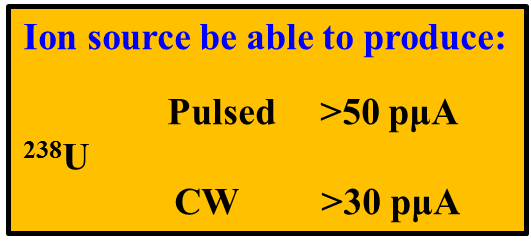 Ion source be able to produce:
Pulsed >50 pμA
²³⁸U
CW >30 pμA